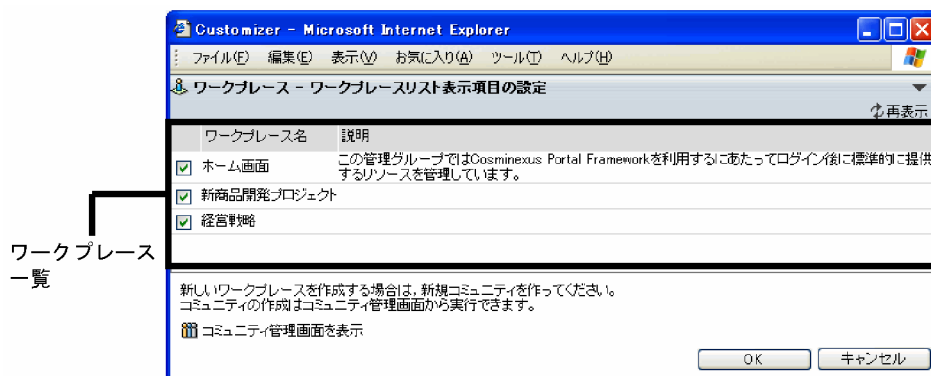 Customizer - Microsoft Internet Explorer
ファイル(F) 編集(E) 表示(V) お気に入り(A) ツール(T) ヘルプ(H)
ワークプレース - ワークプレースリスト表示項目の設定
再表示
ワークプレース名 説明
ホーム画面 この管理グループではCosminexus Portal Frameworkを利用するにあたってログイン後に標準的に提供
するリソースを管理しています。
新商品開発プロジェクト
経営戦略
ワークプレース
一覧
新しいワークプレースを作成する場合は，新規コミュニティを作ってください。
コミュニティの作成はコミュニティ管理画面から実行できます。
コミュニティ管理画面を表示
OK キャンセル